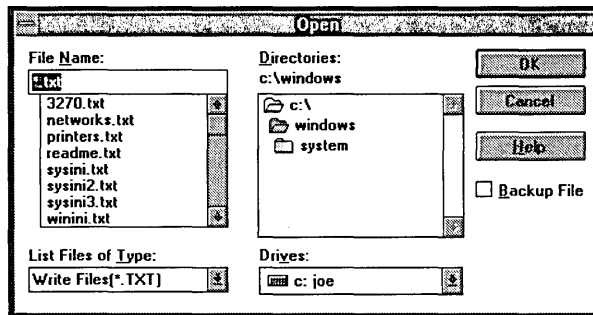 Open
File Name:
*.txt
3270.txt
networks.txt
printers.txt
readme.txt
sysini.txt
sysini2.txt
sysini3.txt
winini.txt
List Files of Type:
Write Files(*.TXT)
Directories:
c:\windows
c:\
windows
system
Drives:
c: joe
OK
Cancel
Help
Backup File